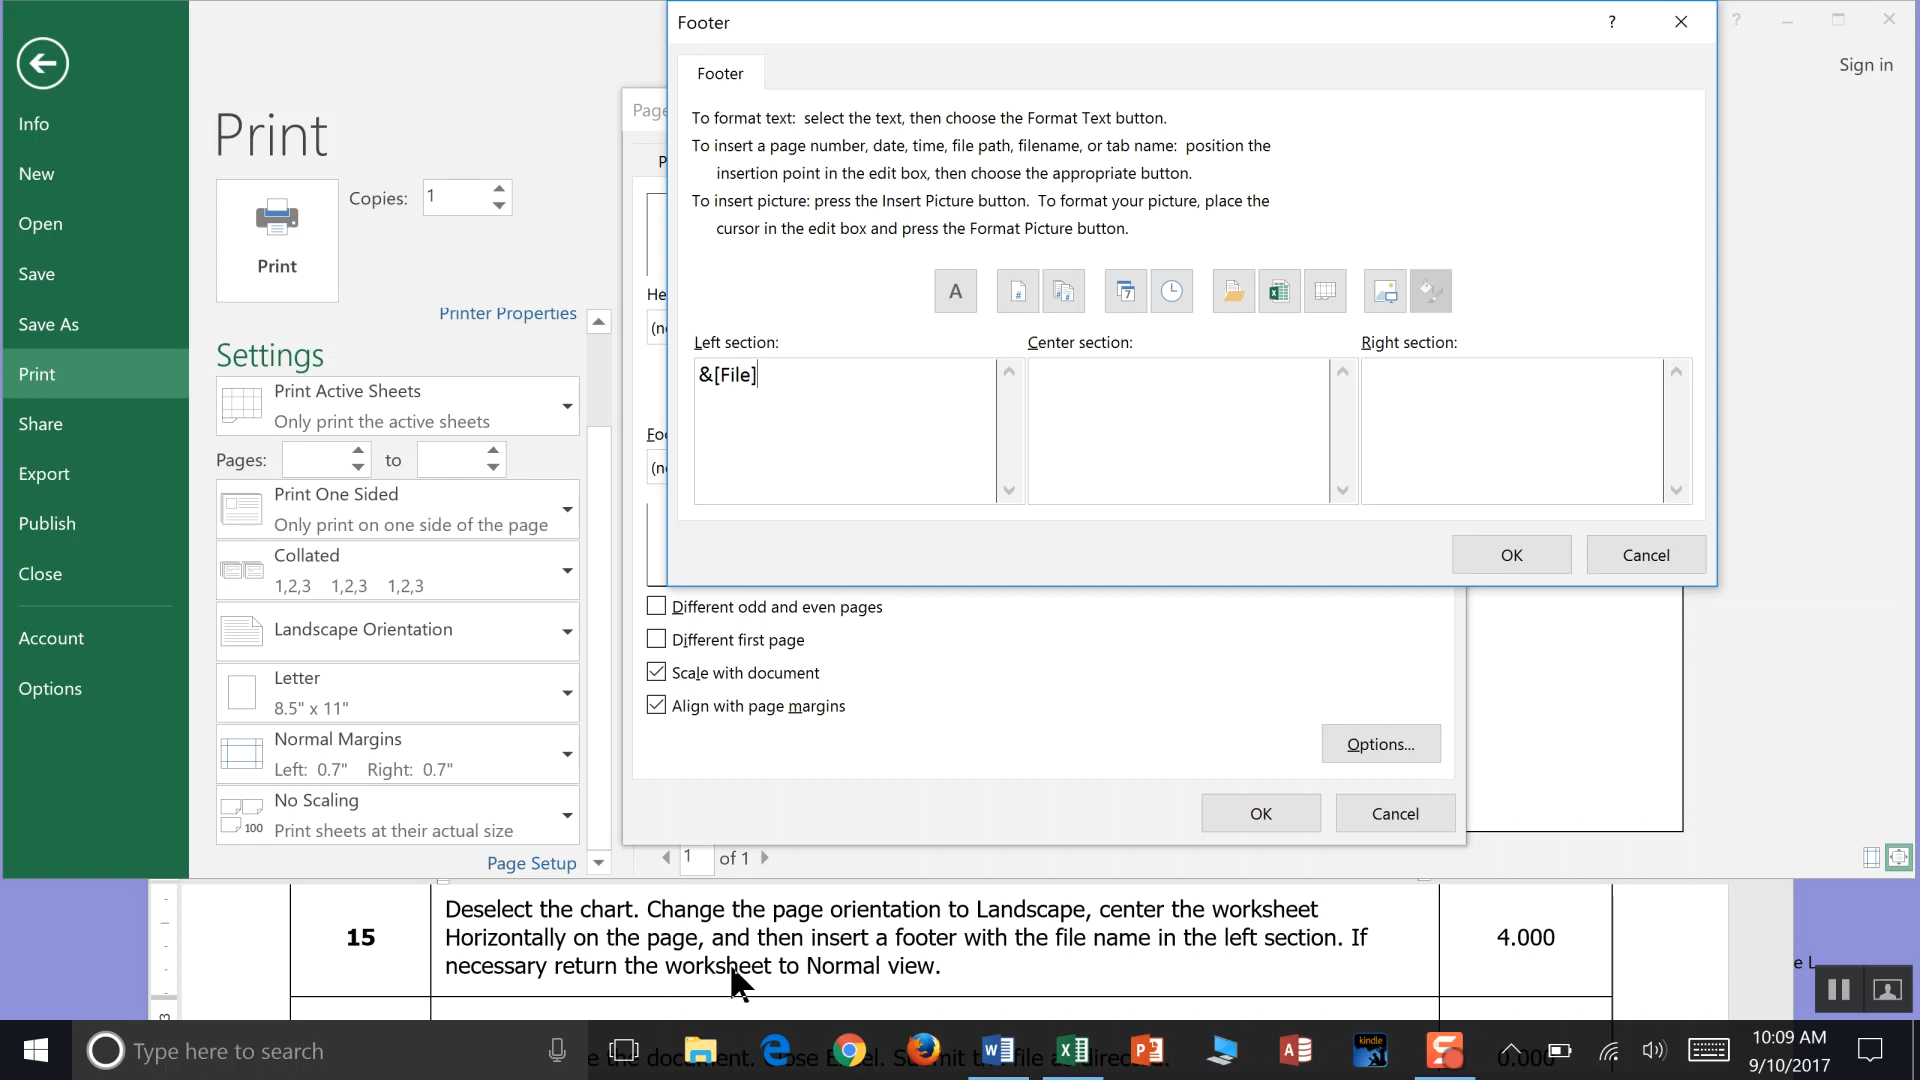 Footer
Sign in
Footer
Page
Info
New
Open
Save
Save As
Print
Share
Export
Publish
Close
Account
Options
Print
Copies: 1
Print
Printer Properties
Settings
Print Active Sheets
Only print the active sheets
Pages: to
Print One Sided
Only print on one side of the page
Collated
1,2,3 1,2,3 1,2,3
Landscape Orientation
Letter
8.5" x 11"
Normal Margins
Left: 0.7" Right: 0.7"
No Scaling
100
Print sheets at their actual size
Page Setup
To format text: select the text, then choose the Format Text button.
To insert a page number, date, time, file path, filename, or tab name: position the
insertion point in the edit box, then choose the appropriate button.
To insert picture: press the Insert Picture button. To format your picture, place the
cursor in the edit box and press the Format Picture button.
A
Left section: Center section: Right section:
&[File]
OK Cancel
Different odd and even pages
Different first page
Scale with document
Align with page margins
Options...
OK Cancel
1 of 1
15
Deselect the chart. Change the page orientation to Landscape, center the worksheet
Horizontally on the page, and then insert a footer with the file name in the left section. If
necessary return the worksheet to Normal view.
4.000
Type here to search
kindle
10:09 AM
9/10/2017